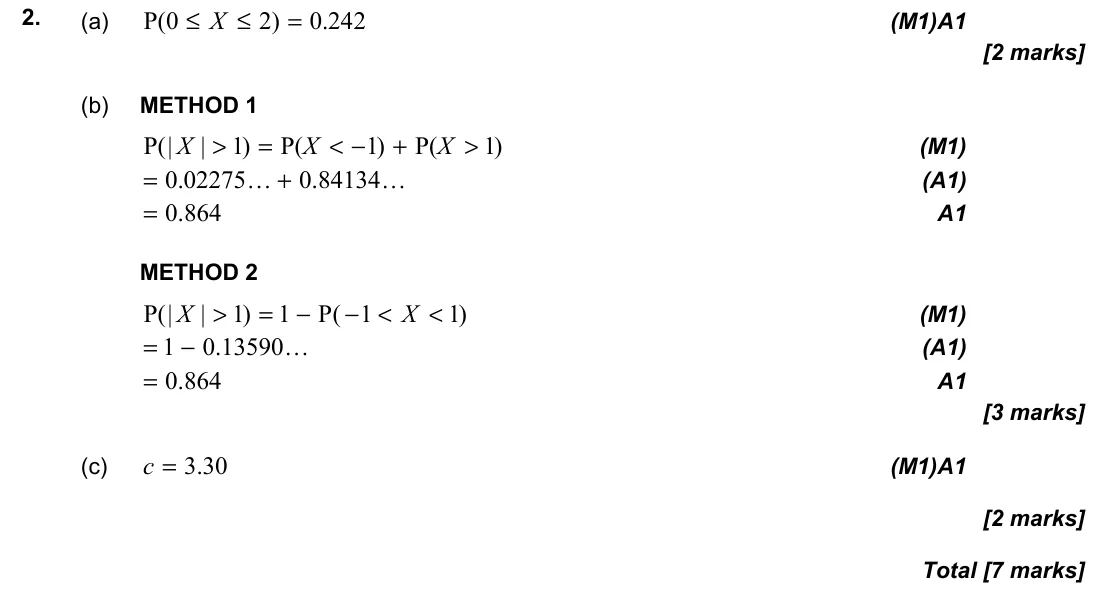 2. (a) P(0 ≤ X ≤ 2) = 0.242 (M1)A1
[2 marks]
(b) METHOD 1
P(| X | > 1) = P(X < −1) + P(X > 1) (M1)
= 0.02275… + 0.84134… (A1)
= 0.864 A1
METHOD 2
P(| X | > 1) = 1 − P(−1 < X < 1) (M1)
= 1 − 0.13590… (A1)
= 0.864 A1
[3 marks]
(c) c = 3.30 (M1)A1
[2 marks]
Total [7 marks]